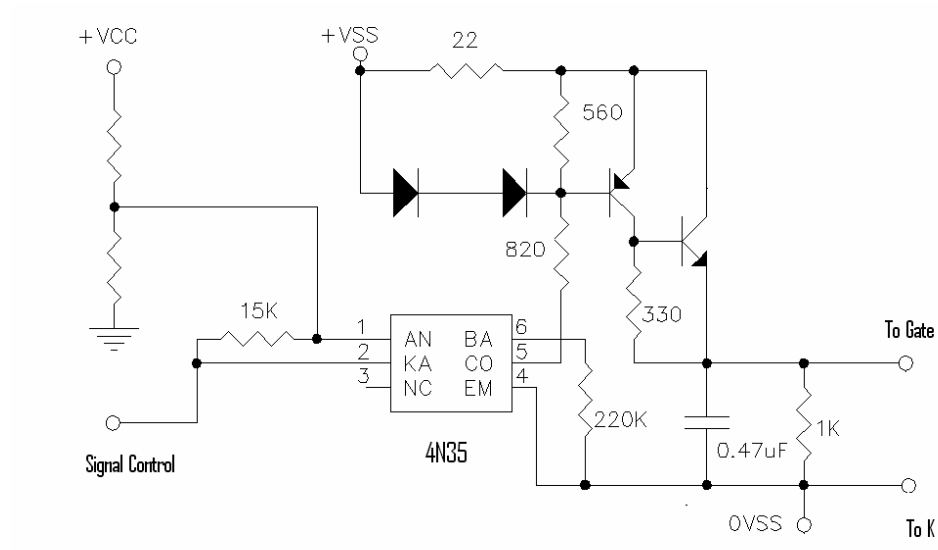 +VCC
+VSS
22
560
820
15K
330
1 AN BA 6
2 KA CO 5
3 NC EM 4
To Gate
220K
0.47uF
1K
4N35
Signal Control
0VSS
To K